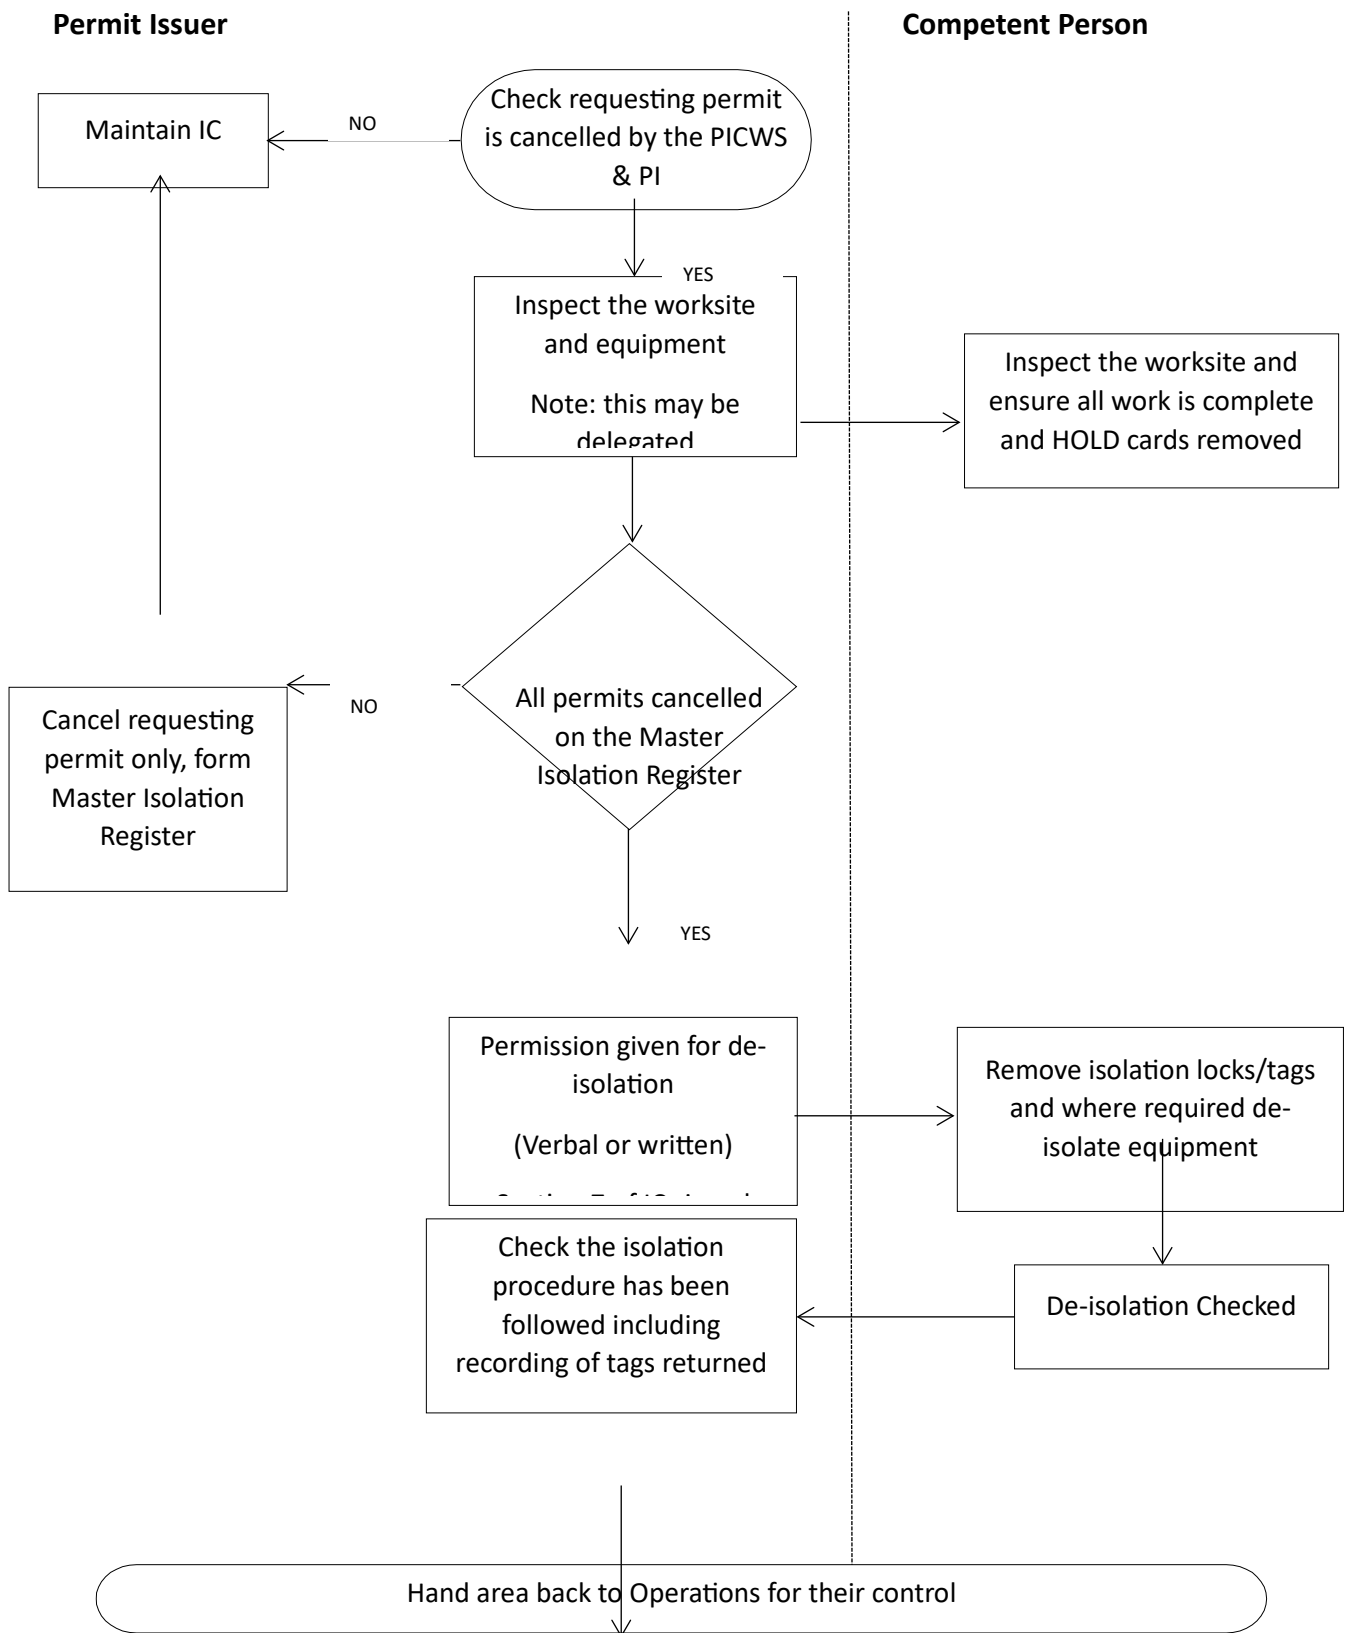 Permit Issuer
Competent Person
Check requesting permit
is cancelled by the PICWS
& PI
NO
Maintain IC
YES
Inspect the worksite
and equipment
Note: this may be
delegated
Inspect the worksite and
ensure all work is complete
and HOLD cards removed
All permits cancelled
on the Master
Isolation Register
NO
Cancel requesting
permit only, form
Master Isolation
Register
YES
Permission given for de-
isolation
(Verbal or written)
Remove isolation locks/tags
and where required de-
isolate equipment
De-isolation Checked
Check the isolation
procedure has been
followed including
recording of tags returned
Hand area back to Operations for their control